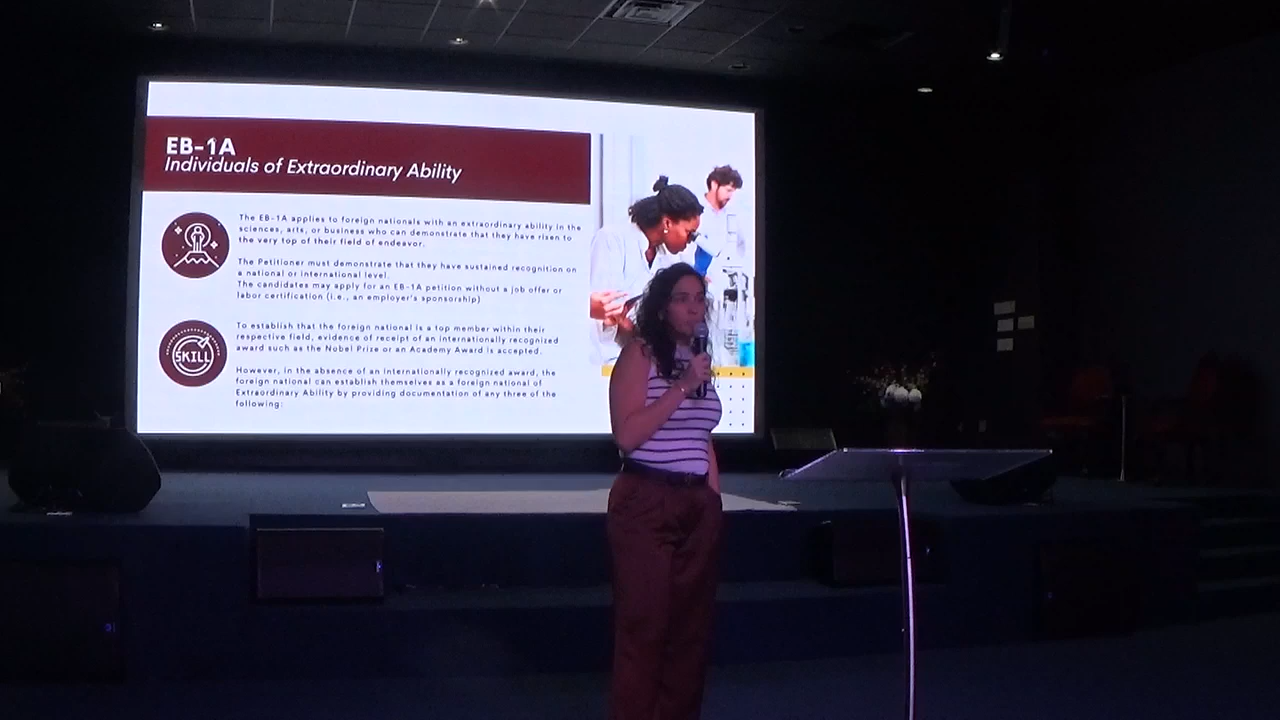 EB-1A
Individuals of Extraordinary Ability
The EB-1A applies to foreign nationals with an extraordinary ability in the
sciences, arts, or business who can demonstrate that they have risen to
the very top of their field of endeavor.
The Petitioner must demonstrate that they have sustained recognition on
a national or international level.
The candidates may apply for an EB-1A petition without a job offer or
labor certification (i.e., an employer's sponsorship)
SKILL
To establish that the foreign national is a top member within their
respective field, evidence of receipt of an internationally recognized
award such as the Nobel Prize or an Academy Award is accepted.
However, in the absence of an internationally recognized award, the
foreign national can establish themselves as a foreign national of
Extraordinary Ability by providing documentation of any three of the
following: